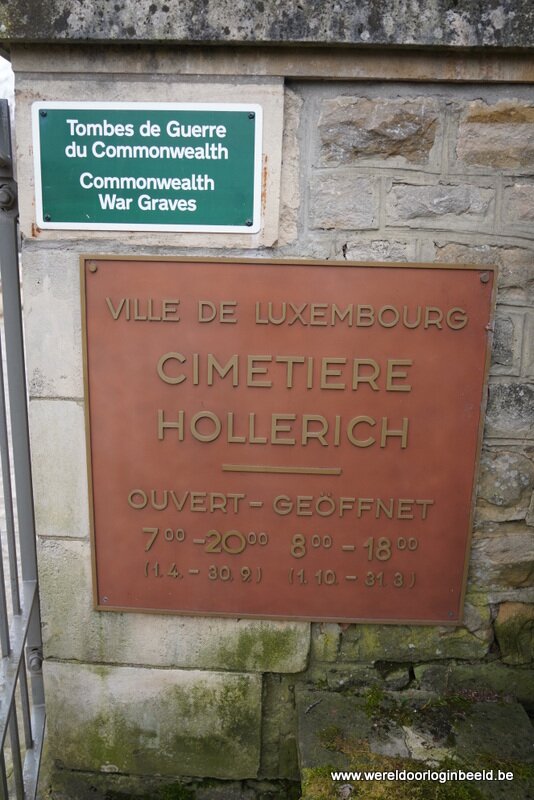 Tombes de Guerre
du Commonwealth
Commonwealth
War Graves
VILLE DE LUXEMBOURG
CIMETIERE
HOLLERICH
OUVERT - GEÖFFNET
7⁰⁰ - 20⁰⁰ 8⁰⁰ - 18⁰⁰
(1.4. - 30.9.) (1.10. - 31.3.)
www.wereldoorloginbeeld.be